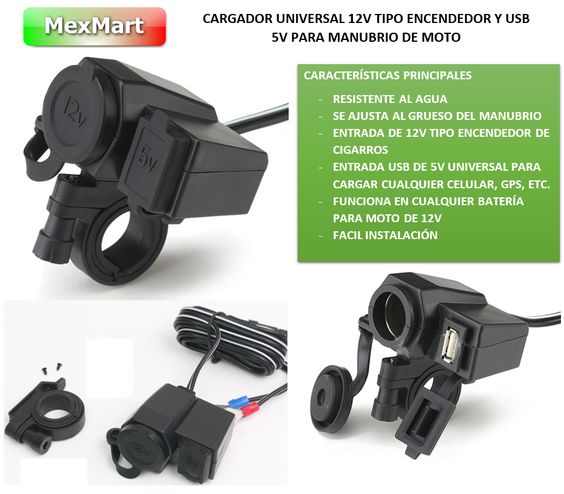 MexMart
CARGADOR UNIVERSAL 12V TIPO ENCENDEDOR Y USB
5V PARA MANUBRIO DE MOTO
CARACTERÍSTICAS PRINCIPALES
- RESISTENTE AL AGUA
- SE AJUSTA AL GRUESO DEL MANUBRIO
- ENTRADA DE 12V TIPO ENCENDEDOR DE
CIGARROS
- ENTRADA USB DE 5V UNIVERSAL PARA
CARGAR CUALQUIER CELULAR, GPS, ETC.
- FUNCIONA EN CUALQUIER BATERÍA
PARA MOTO DE 12V
- FACIL INSTALACIÓN
12V
5V